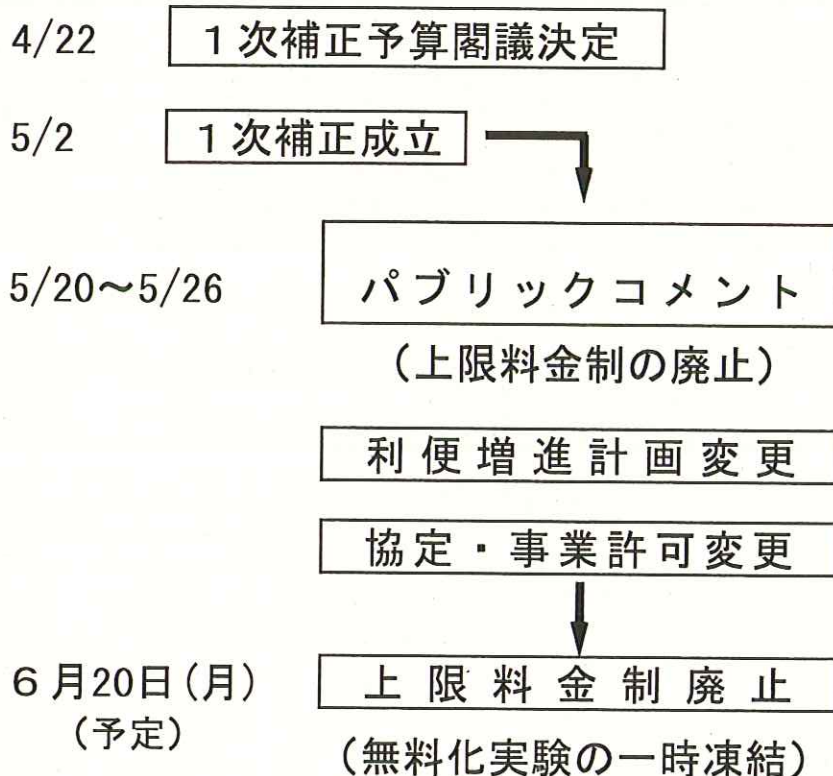 4/22 1次補正予算閣議決定
5/2 1次補正成立
5/20～5/26 パブリックコメント
(上限料金制の廃止)
利便増進計画変更
協定・事業許可変更
6月20日(月) 上限料金制廃止
(予定)
(無料化実験の一時凍結)